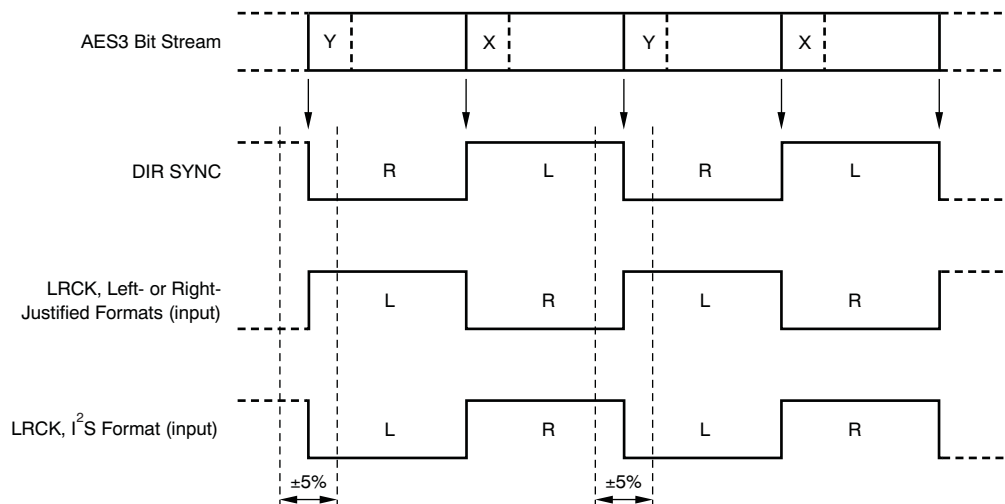 AES3 Bit Stream
Y X Y X
DIR SYNC
R L R L
LRCK, Left- or Right-
Justified Formats (input)
L R L R
LRCK, I²S Format (input)
L R L R
±5% ±5%